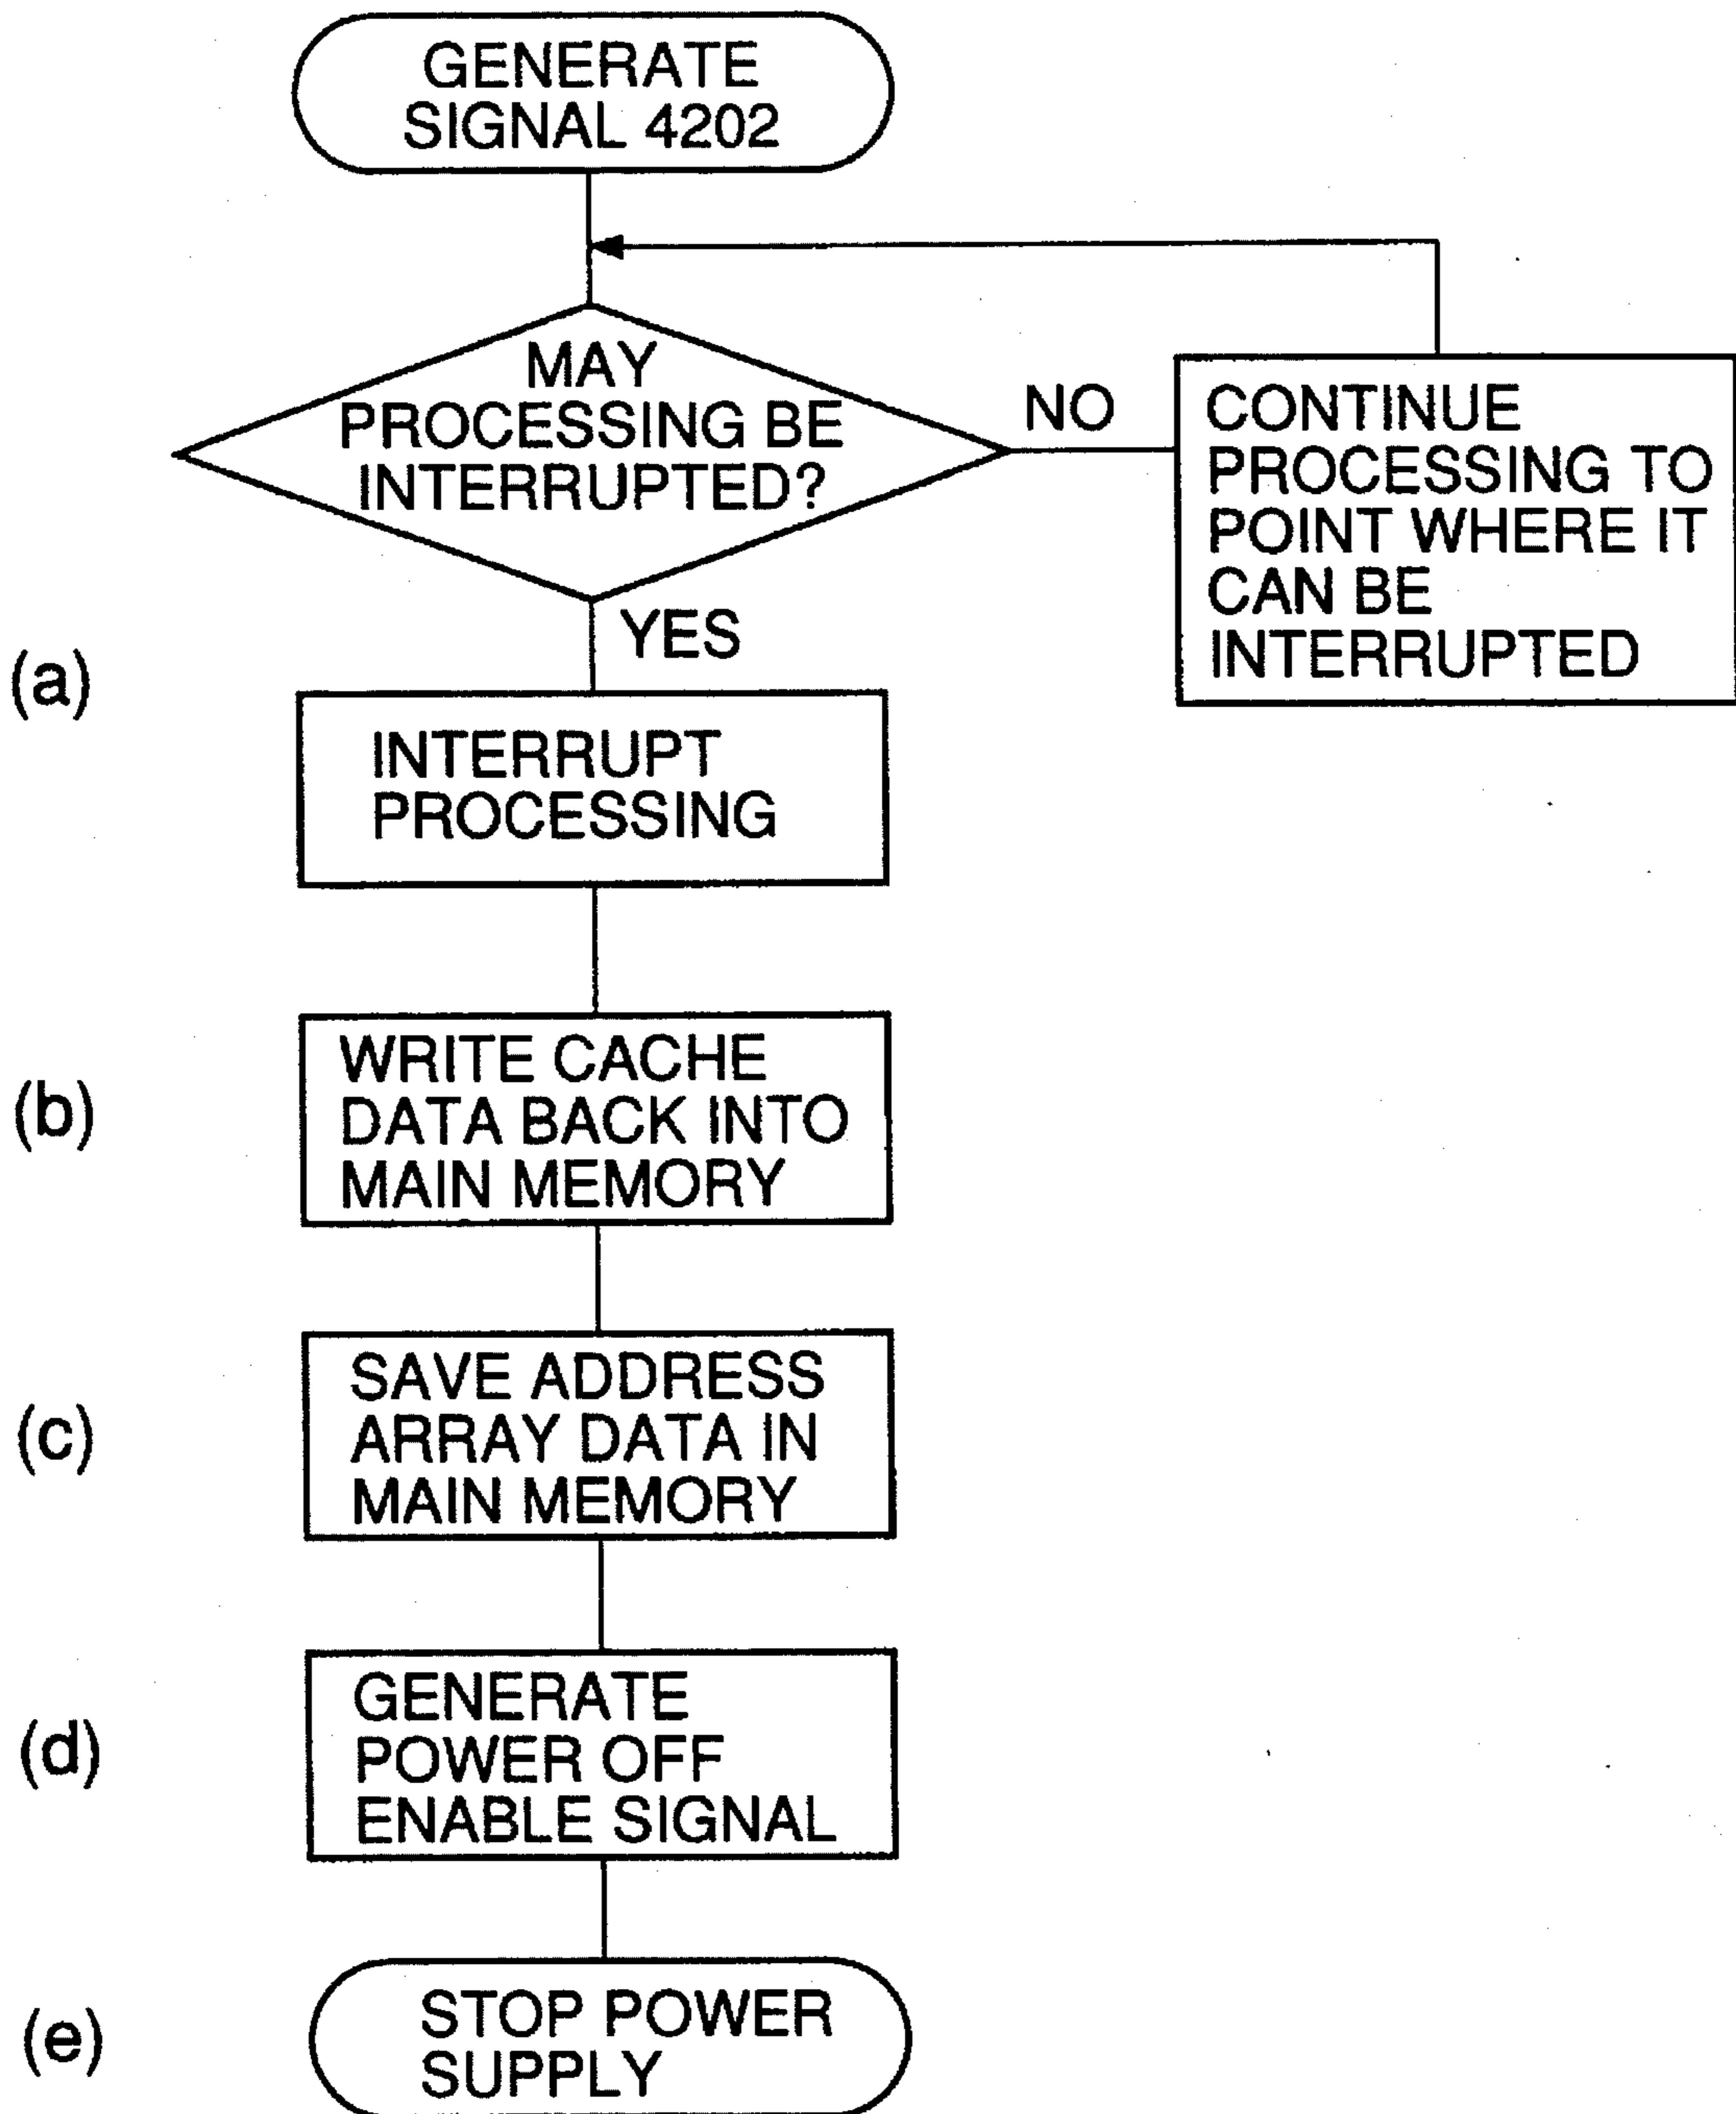 GENERATE
SIGNAL 4202
MAY
PROCESSING BE
INTERRUPTED?
NO
CONTINUE
PROCESSING TO
POINT WHERE IT
CAN BE
INTERRUPTED
YES
(a)
INTERRUPT
PROCESSING
(b)
WRITE CACHE
DATA BACK INTO
MAIN MEMORY
(c)
SAVE ADDRESS
ARRAY DATA IN
MAIN MEMORY
(d)
GENERATE
POWER OFF
ENABLE SIGNAL
(e)
STOP POWER
SUPPLY